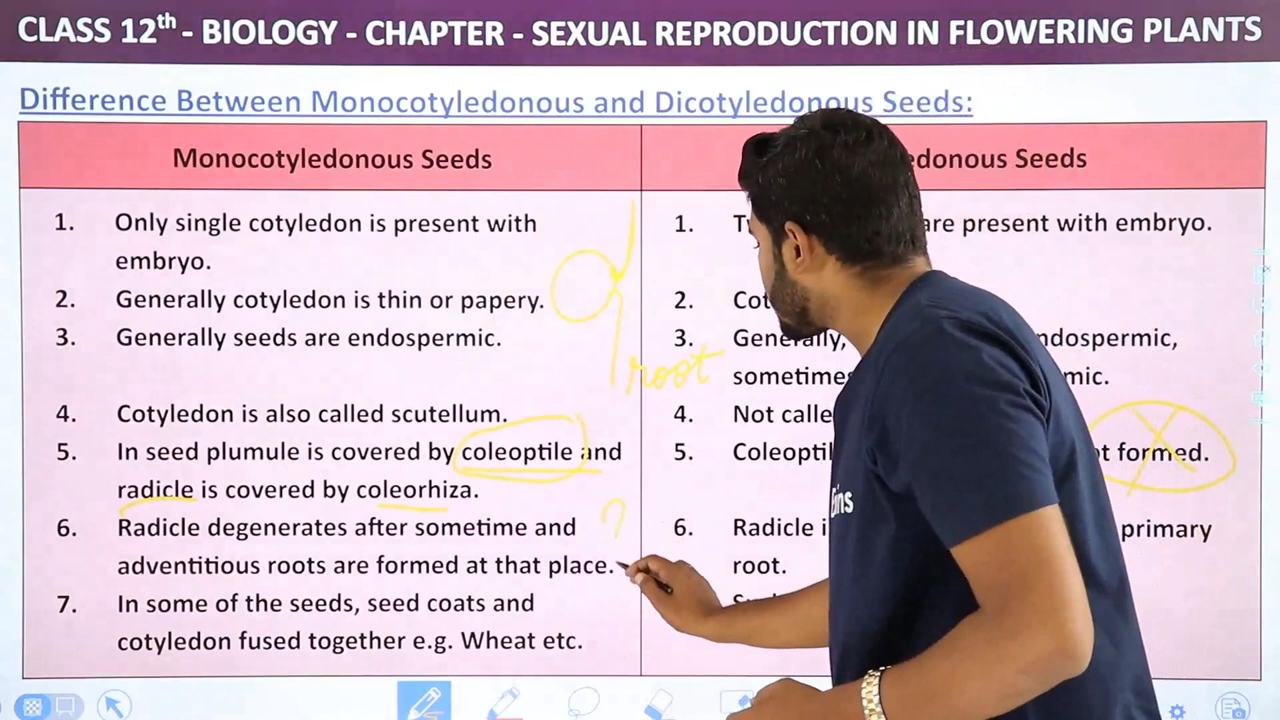 CLASS 12th - BIOLOGY - CHAPTER - SEXUAL REPRODUCTION IN FLOWERING PLANTS
Difference Between Monocotyledonous and Dicotyledonous Seeds:
Monocotyledonous Seeds
edonous Seeds
1. Only single cotyledon is present with
embryo.
2. Generally cotyledon is thin or papery.
3. Generally seeds are endospermic.
4. Cotyledon is also called scutellum.
5. In seed plumule is covered by coleoptile and
radicle is covered by coleorhiza.
6. Radicle degenerates after sometime and
adventitious roots are formed at that place.
7. In some of the seeds, seed coats and
cotyledon fused together e.g. Wheat etc.
root
?
1. are present with embryo.
2. Cot
3. Generally, ndospermic,
sometimes mic.
4. Not calle
5. Coleoptil t formed.
6. Radicle i primary
root.
ins